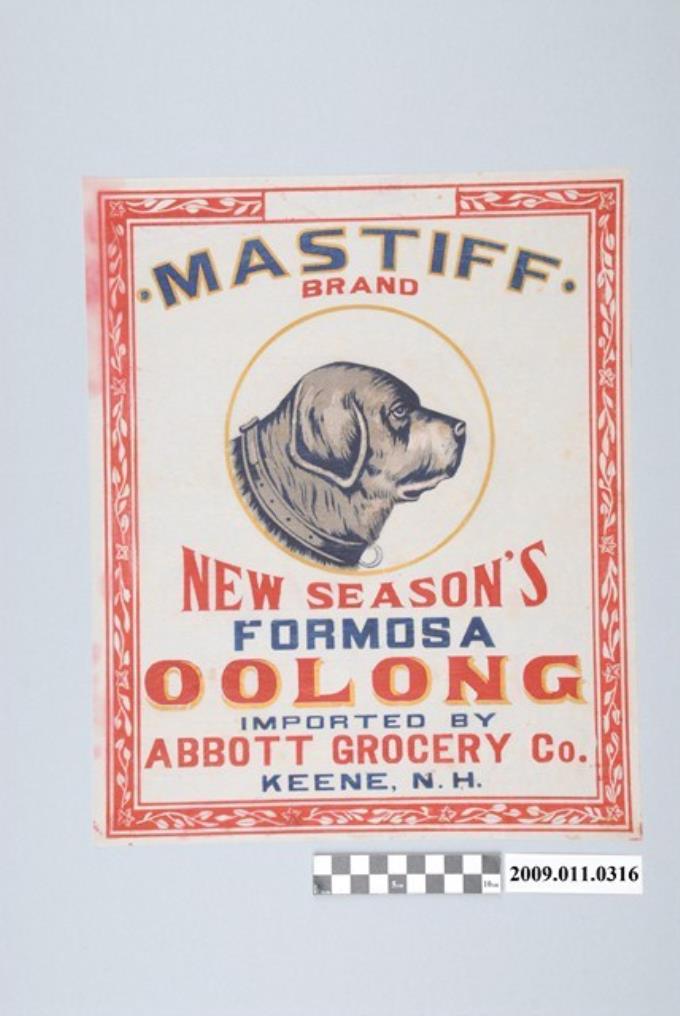 ·MASTIFF·
BRAND
NEW SEASON'S
FORMOSA
OOLONG
IMPORTED BY
ABBOTT GROCERY Co.
KEENE, N. H.
2009.011.0316